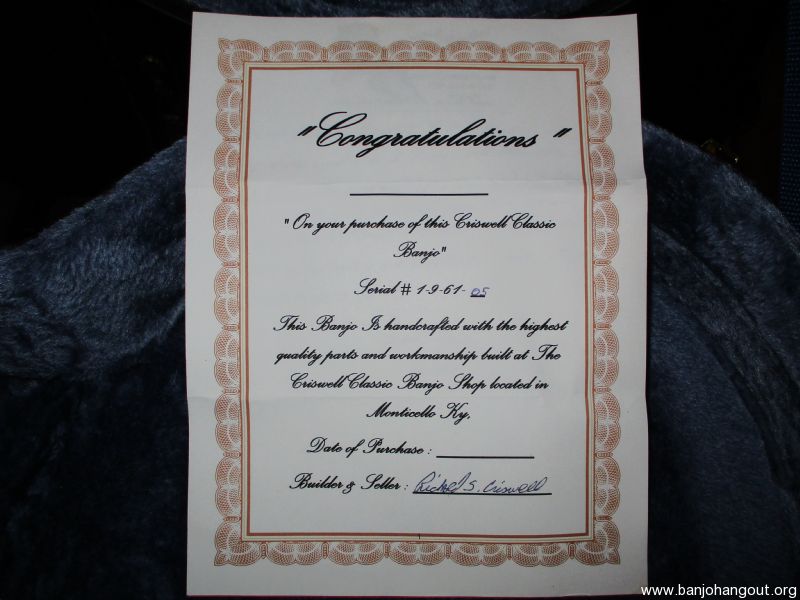 "Congratulations"
"On your purchase of this Criswell Classic
Banjo"
Serial # 1-9-61-05
This Banjo Is handcrafted with the highest
quality parts and workmanship built at The
Criswell Classic Banjo Shop located in
Monticello Ky,
Date of Purchase :
Builder & Seller : Richard S. Criswell
www.banjohangout.org